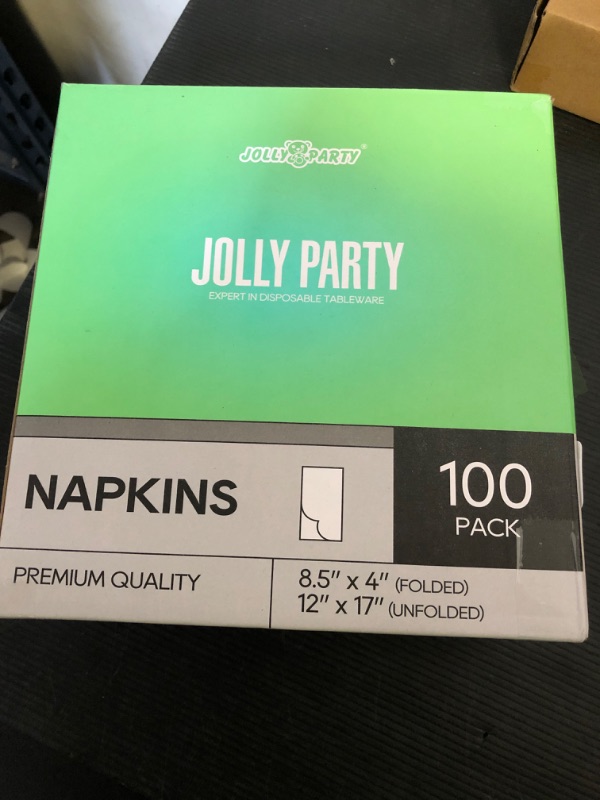 JOLLY PARTY®
JOLLY PARTY
EXPERT IN DISPOSABLE TABLEWARE
NAPKINS
100
PACK
PREMIUM QUALITY
8.5" x 4" (FOLDED)
12" x 17" (UNFOLDED)